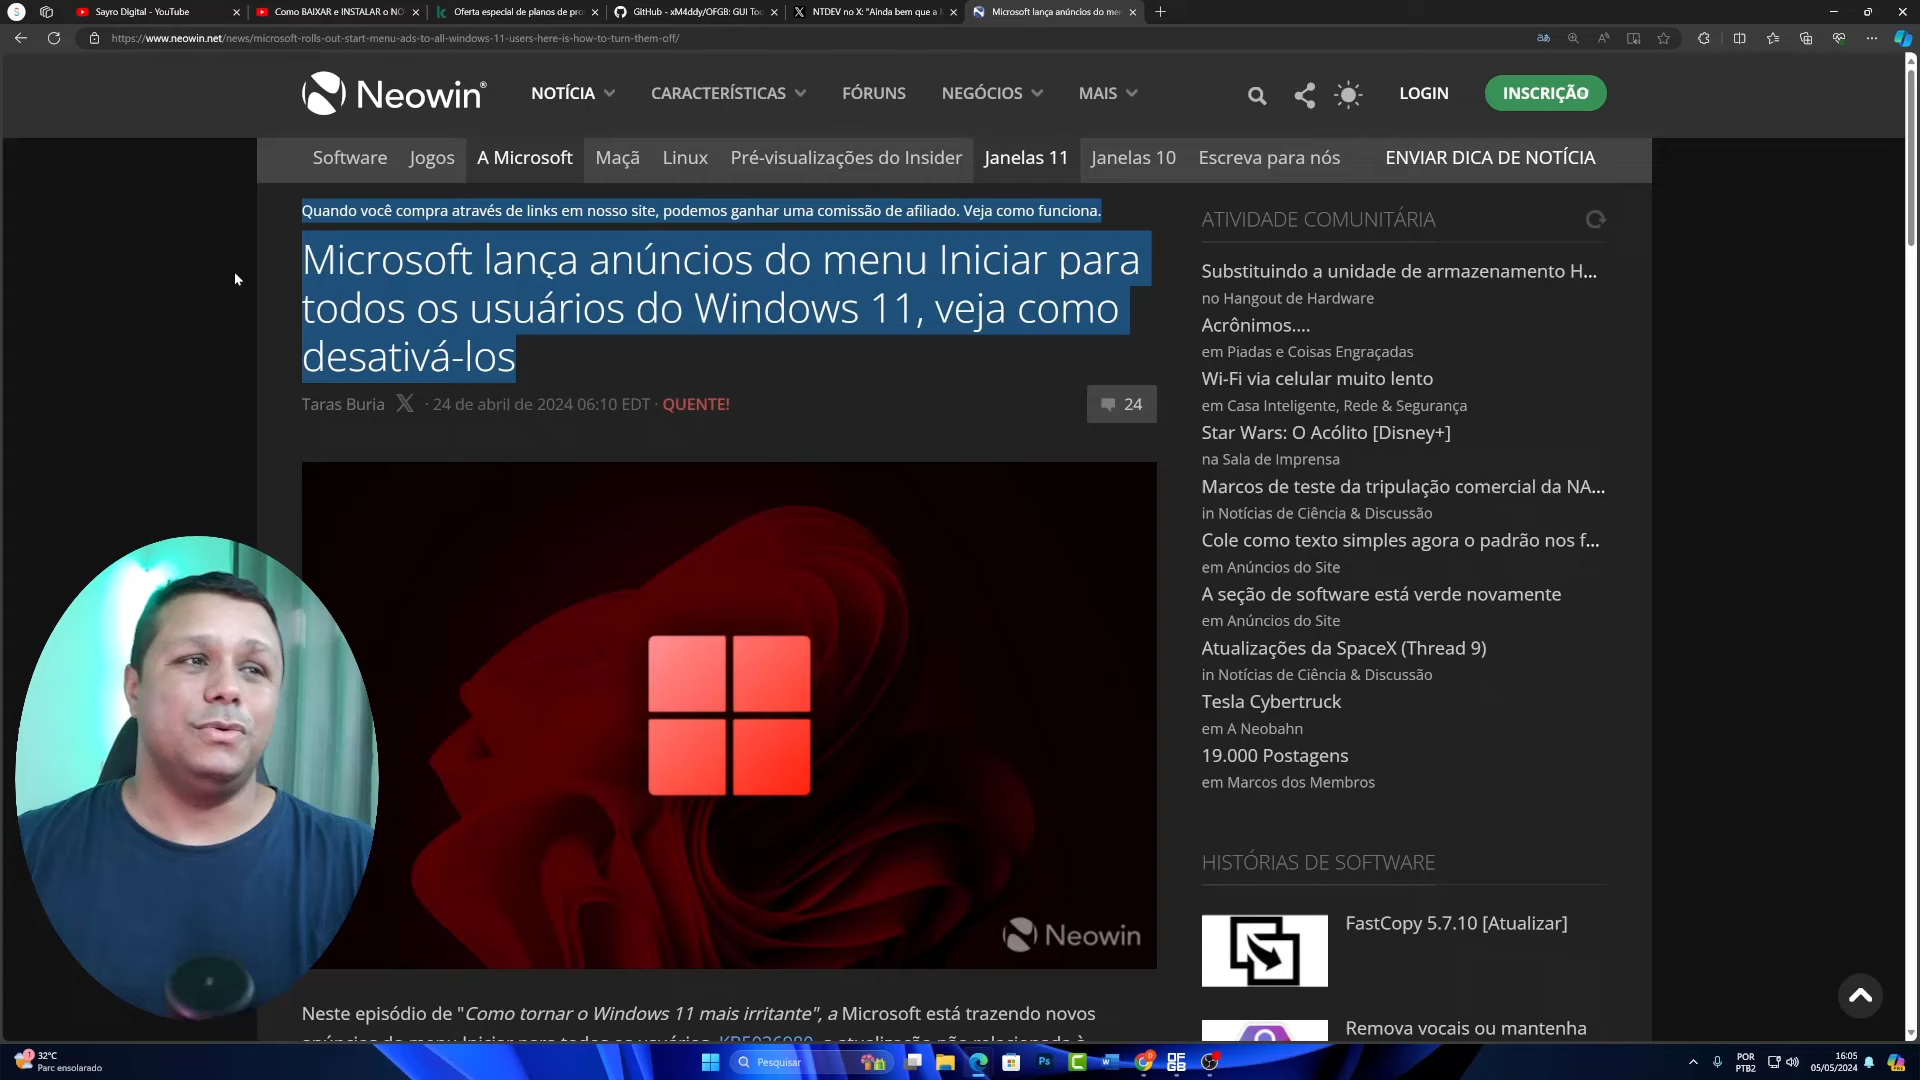 Sayro Digital - YouTube
Como BAIXAR e INSTALAR o NO
Oferta especial de planos de pro
GitHub - xM4ddy/OFGB: GUI Too
NTDEV no X: "Ainda bem que a
Microsoft lança anúncios do me
https://www.neowin.net/news/microsoft-rolls-out-start-menu-ads-to-all-windows-11-users-here-is-how-to-turn-them-off/
Neowin
NOTÍCIA
CARACTERÍSTICAS
FÓRUNS
NEGÓCIOS
MAIS
LOGIN
INSCRIÇÃO
Software
Jogos
A Microsoft
Maçã
Linux
Pré-visualizações do Insider
Janelas 11
Janelas 10
Escreva para nós
ENVIAR DICA DE NOTÍCIA
Quando você compra através de links em nosso site, podemos ganhar uma comissão de afiliado. Veja como funciona.
Microsoft lança anúncios do menu Iniciar para
todos os usuários do Windows 11, veja como
desativá-los
Taras Buria · 24 de abril de 2024 06:10 EDT · QUENTE!
24
Neowin
Neste episódio de "Como tornar o Windows 11 mais irritante", a Microsoft está trazendo novos
ATIVIDADE COMUNITÁRIA
Substituindo a unidade de armazenamento H...
no Hangout de Hardware
Acrônimos....
em Piadas e Coisas Engraçadas
Wi-Fi via celular muito lento
em Casa Inteligente, Rede & Segurança
Star Wars: O Acólito [Disney+]
na Sala de Imprensa
Marcos de teste da tripulação comercial da NA...
in Notícias de Ciência & Discussão
Cole como texto simples agora o padrão nos f...
em Anúncios do Site
A seção de software está verde novamente
em Anúncios do Site
Atualizações da SpaceX (Thread 9)
in Notícias de Ciência & Discussão
Tesla Cybertruck
em A Neobahn
19.000 Postagens
em Marcos dos Membros
HISTÓRIAS DE SOFTWARE
FastCopy 5.7.10 [Atualizar]
Remova vocais ou mantenha
32°C
Parc ensolarado
Pesquisar
POR
PTB2
16:05
05/05/2024